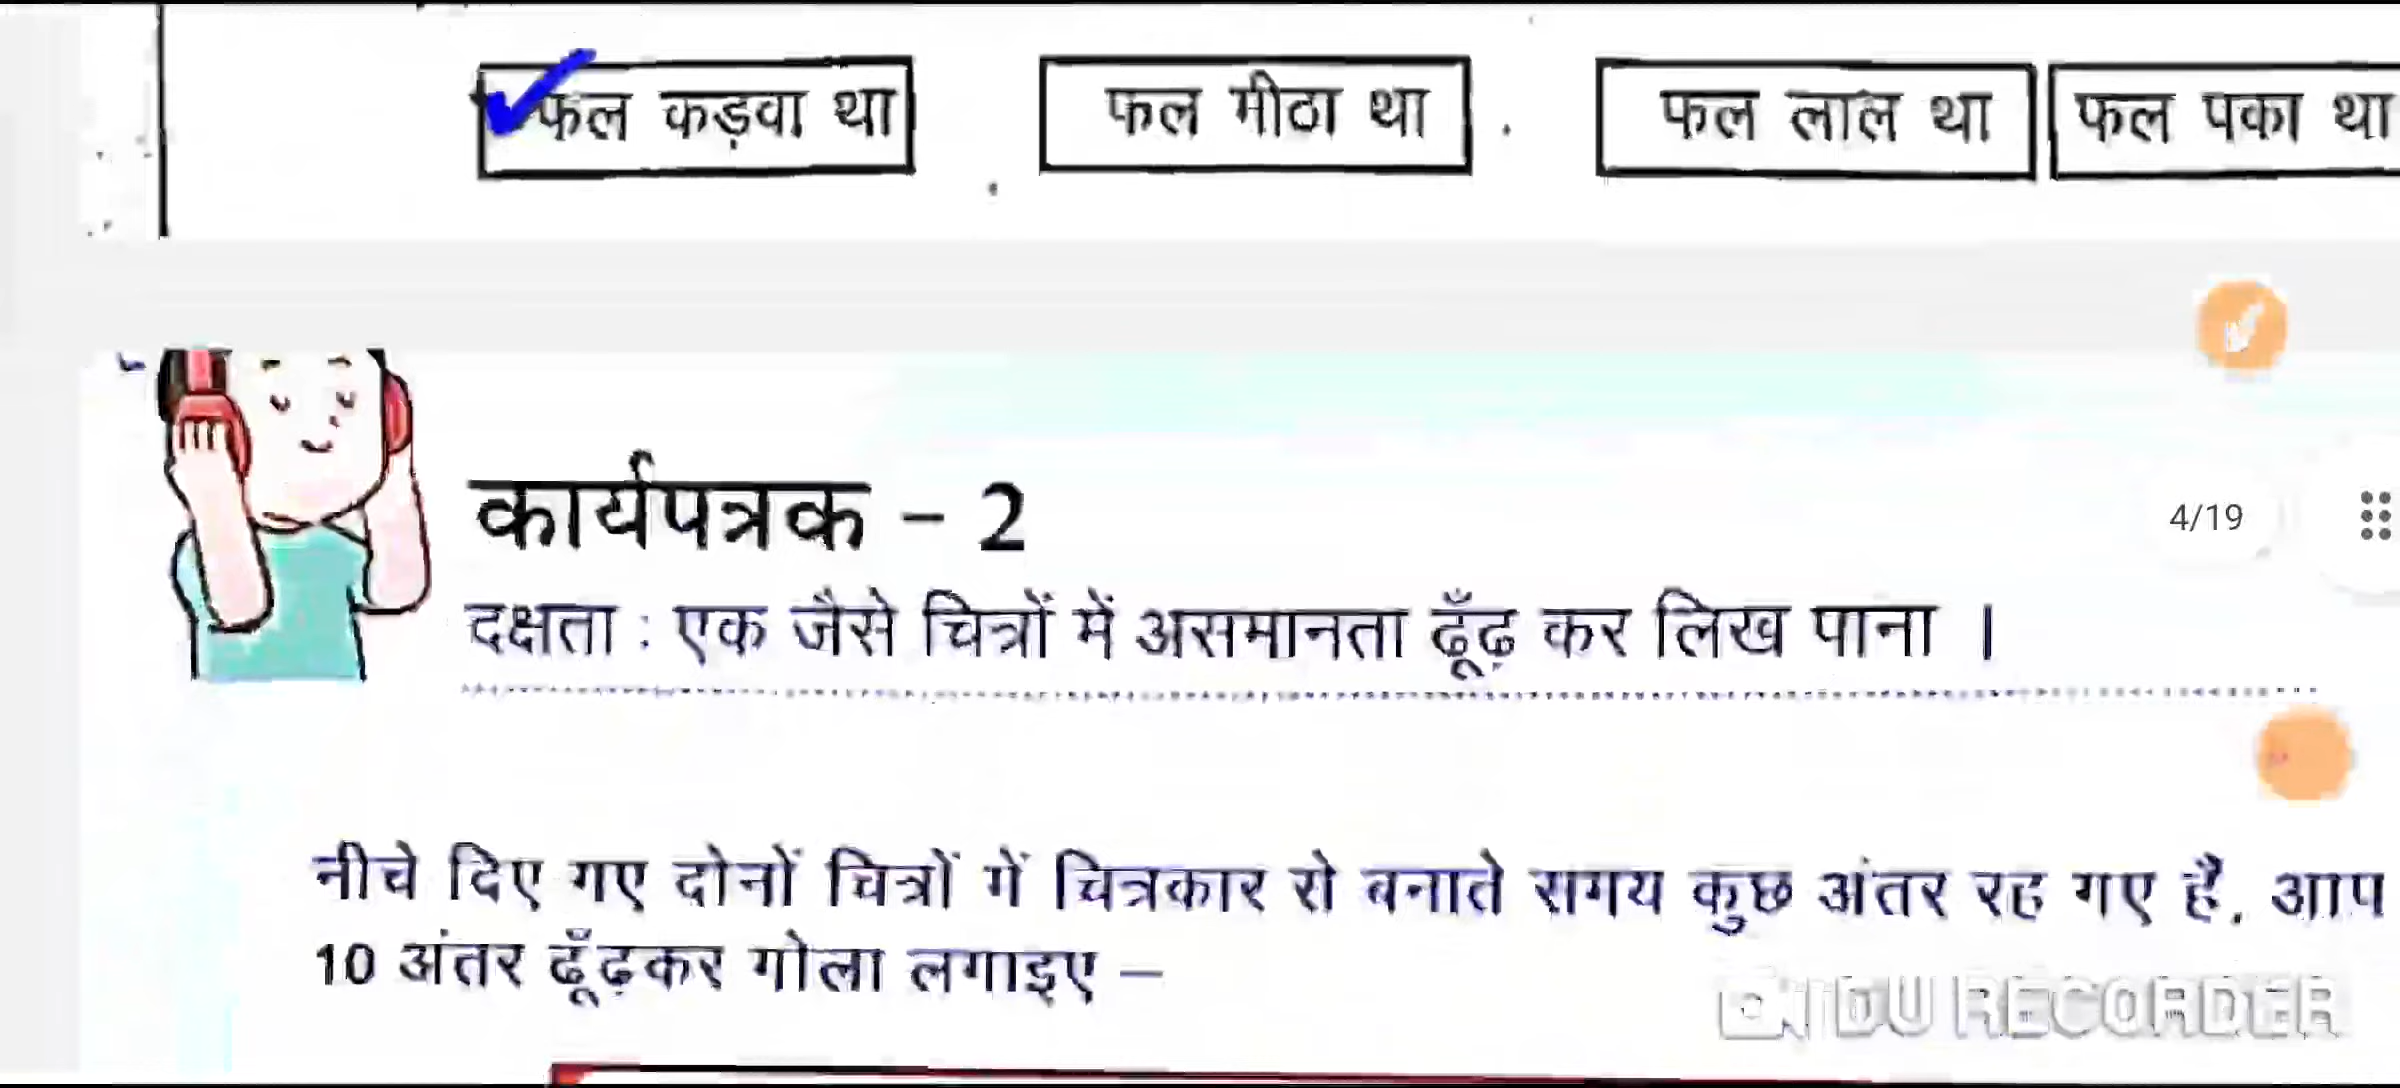 फल कड़वा था फल मीठा था फल लाल था फल पका था
कार्यपत्रक – 2
4/19
दक्षता : एक जैसे चित्रों में असमानता ढूँढ़ कर लिख पाना ।
नीचे दिए गए दोनों चित्रों में चित्रकार से बनाते समय कुछ अंतर रह गए है, आप
10 अंतर ढूँढ़कर गोला लगाइए –
DU RECORDER